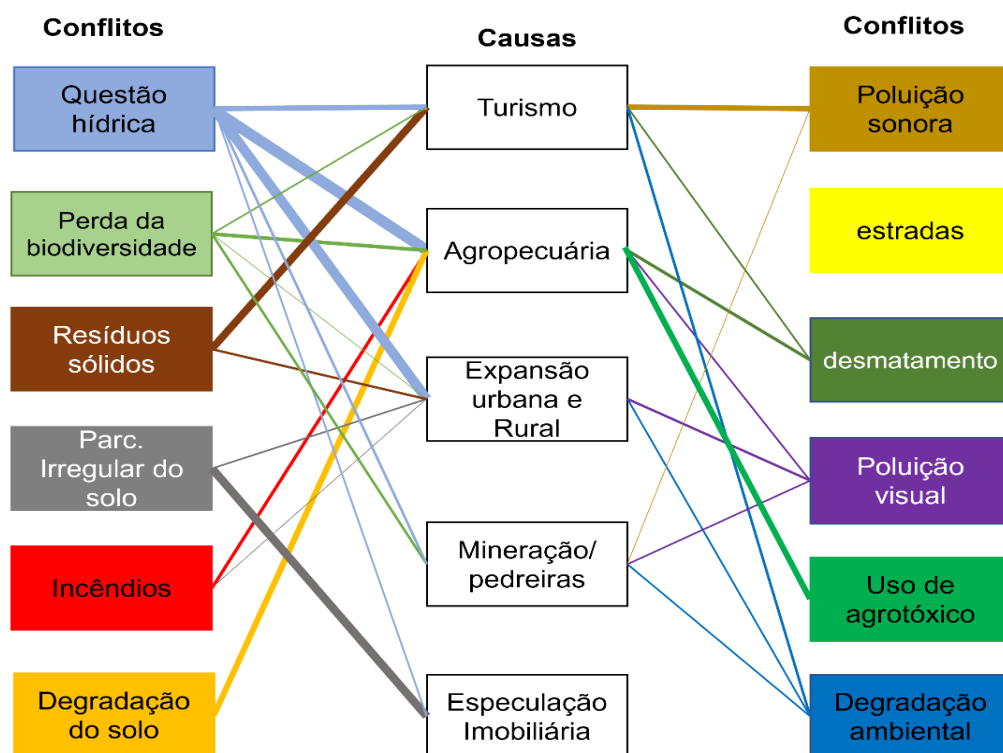 Conflitos
Causas
Conflitos
Questão
hídrica
Turismo
Poluição
sonora
Perda da
biodiversidade
Agropecuária
estradas
Resíduos
sólidos
Expansão
urbana e
Rural
desmatamento
Parc.
Irregular do
solo
Poluição
visual
Incêndios
Mineração/
pedreiras
Uso de
agrotóxico
Degradação
do solo
Especulação
Imobiliária
Degradação
ambiental